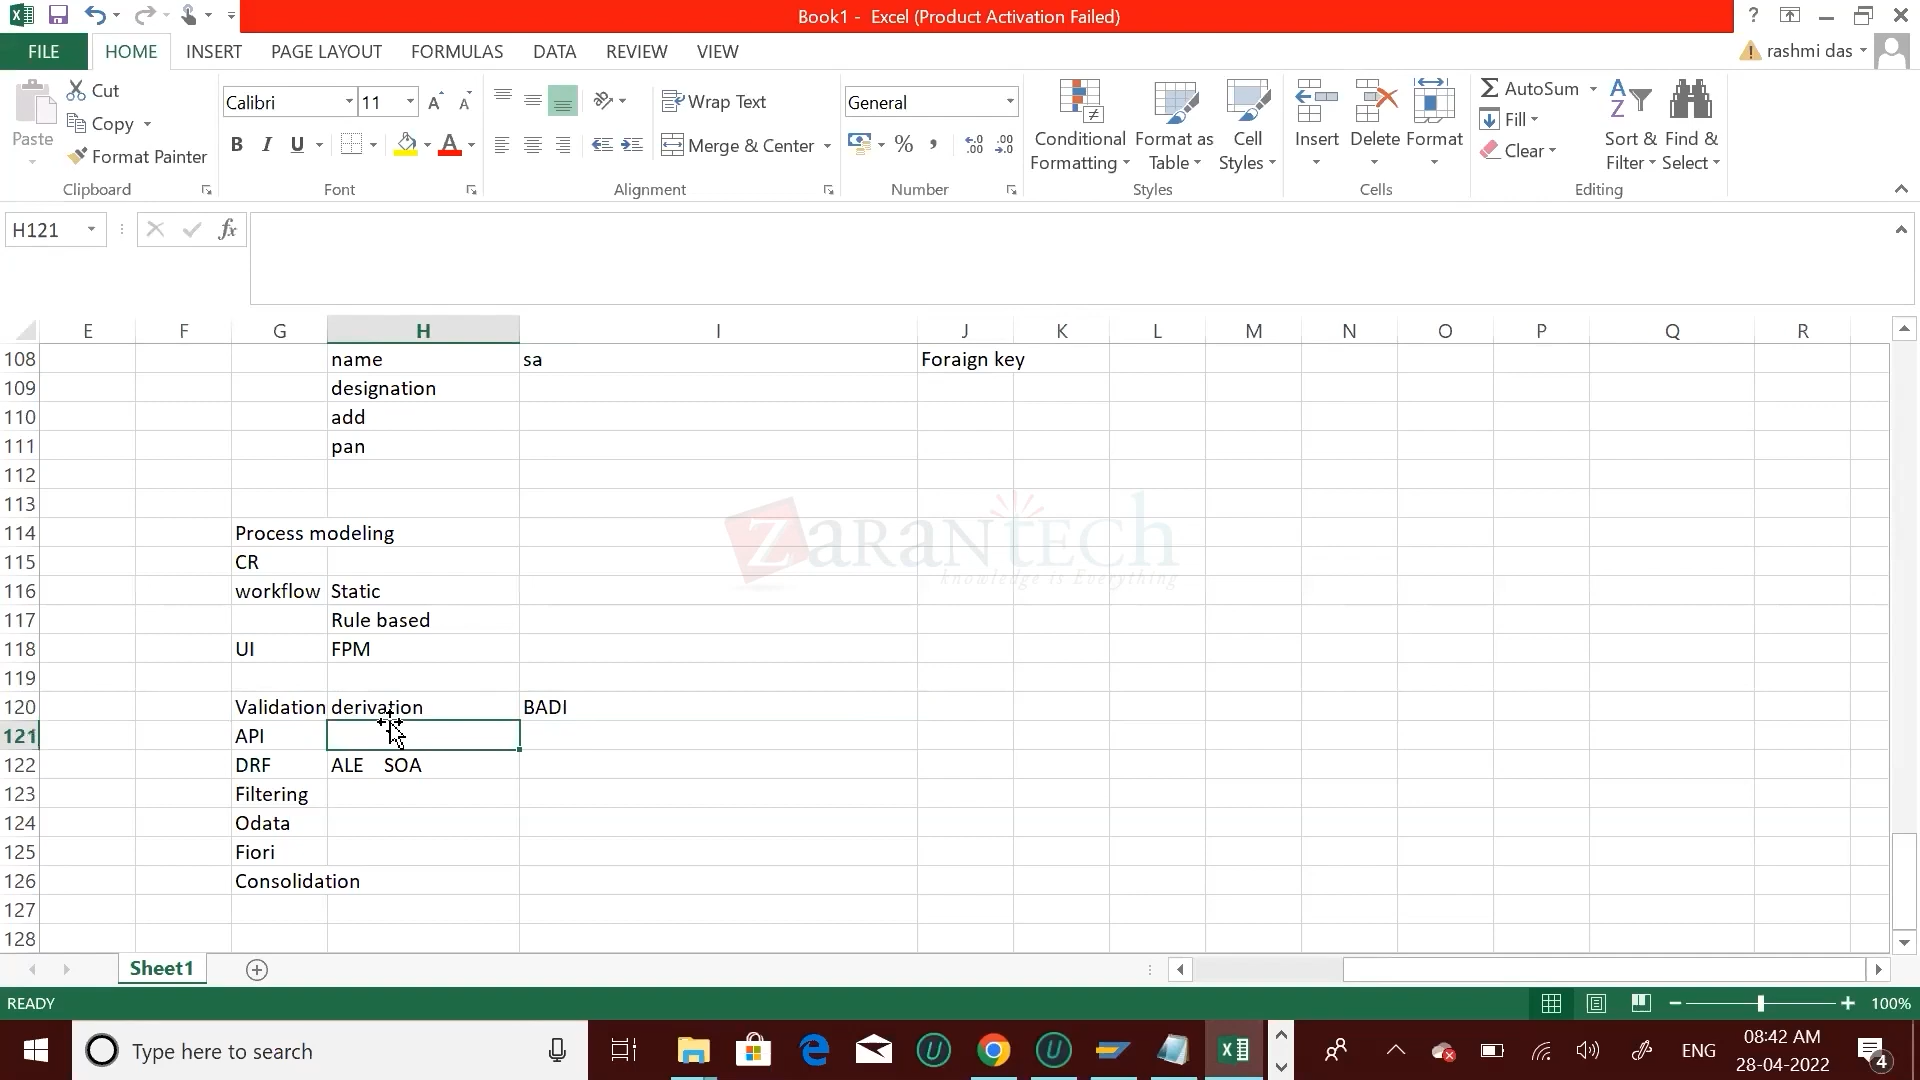 Book1 - Excel (Product Activation Failed)
?
FILE HOME INSERT PAGE LAYOUT FORMULAS DATA REVIEW VIEW
rashmi das
Paste
Cut
Copy
Format Painter
Clipboard
Calibri 11
B I U
Font
Wrap Text
Merge & Center
Alignment
General
%
Number
Conditional Formatting
Format as Table
Cell Styles
Styles
Insert Delete Format
Cells
AutoSum
Fill
Clear
Sort & Filter
Find & Select
Editing
H121
fx
E F G H I J K L M N O P Q R
108 name sa Foraign key
109 designation
110 add
111 pan
112
113
114 Process modeling
115 CR
116 workflow Static
117 Rule based
118 UI FPM
119
120 Validation derivation BADI
121 API
122 DRF ALE SOA
123 Filtering
124 Odata
125 Fiori
126 Consolidation
127
128
zarantech
knowledge is Everything
Sheet1
READY
100%
Type here to search
ENG
08:42 AM
28-04-2022
4